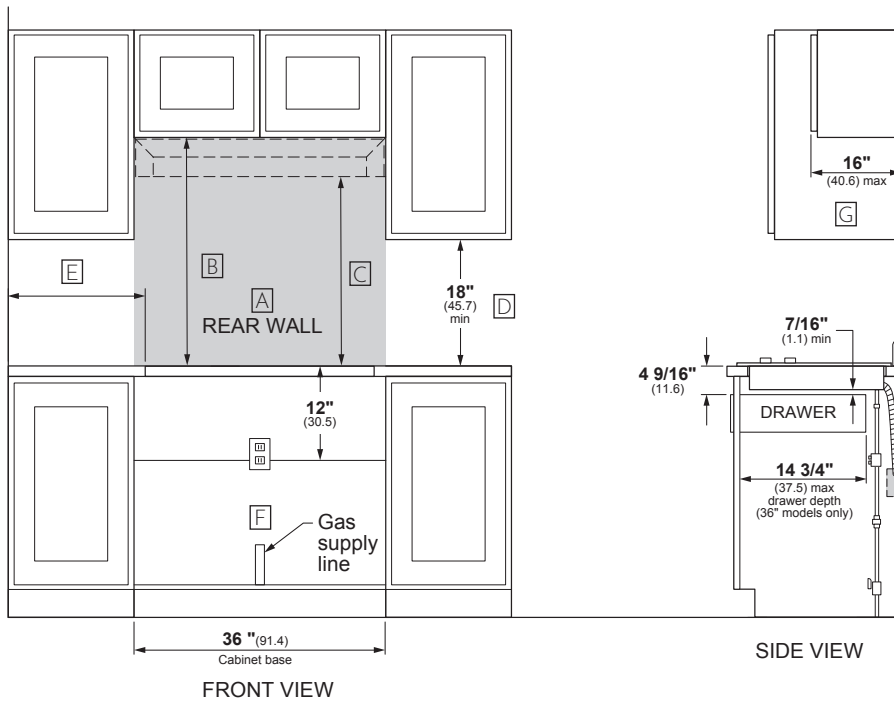 16"
(40.6) max
G
E
B
C
A
REAR WALL
18"
(45.7)
min
D
7/16"
(1.1) min
4 9/16"
(11.6)
12"
(30.5)
DRAWER
14 3/4"
(37.5) max
drawer depth
(36" models only)
F
Gas
supply
line
36 "(91.4)
Cabinet base
SIDE VIEW
FRONT VIEW